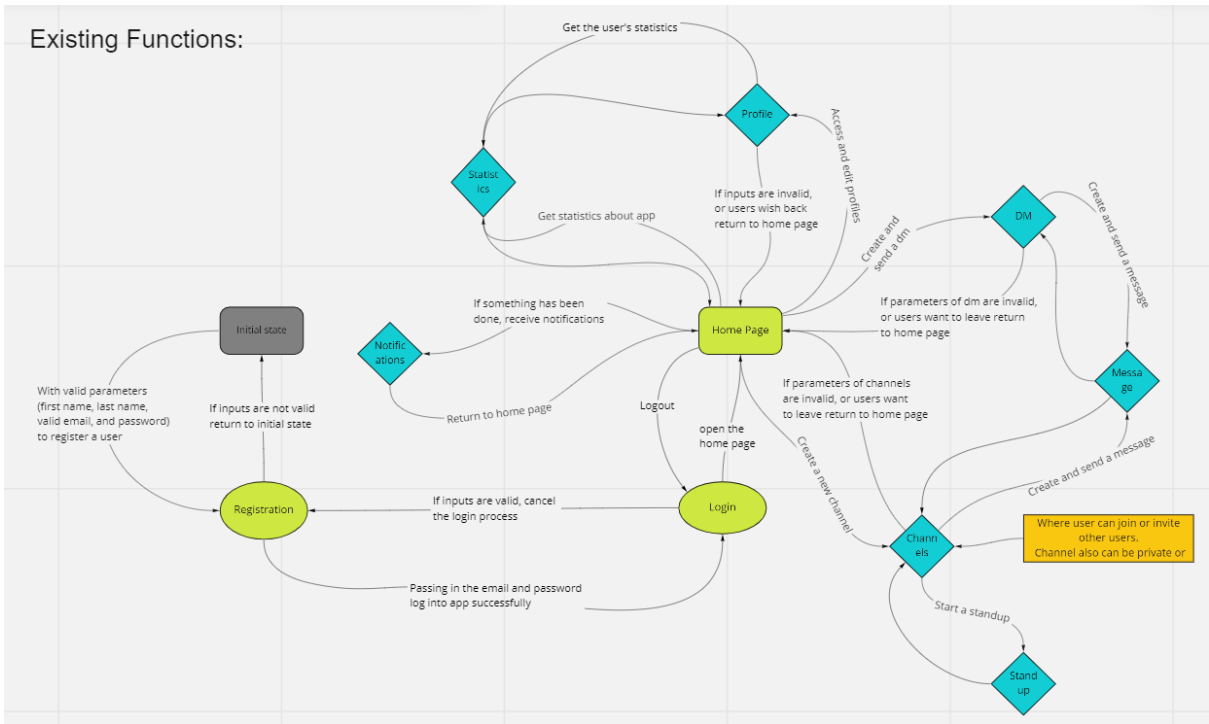 Existing Functions:
Get the user's statistics
Profile
Access and edit profiles
Statist
ics
If inputs are invalid,
or users wish back
return to home page
Get statistics about app
Create and
send a dm
DM
Create and send a message
If something has been
done, receive notifications
If parameters of dm are invalid,
or users want to leave return
to home page
Initial state
Home Page
Notific
ations
Messa
ge
With valid parameters
(first name, last name,
valid email, and password)
to register a user
If inputs are not valid
return to initial state
Return to home page
Logout
open the
home page
If parameters of channels
are invalid, or users want
to leave return to home page
Create a new channel
Create and send a message
Registration
If inputs are valid, cancel
the login process
Login
Chann
els
Where user can join or invite
other users.
Channel also can be private or
Passing in the email and password
log into app successfully
Start a standup
Stand
up